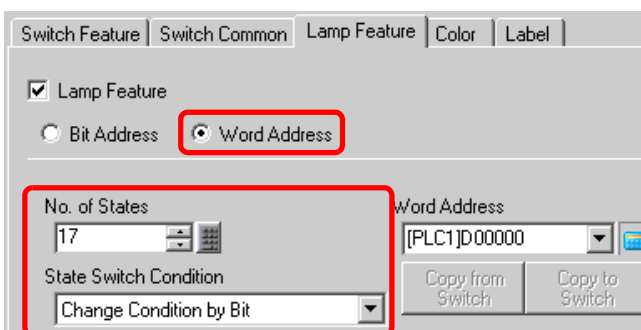 Switch Feature Switch Common Lamp Feature Color Label
Lamp Feature
Bit Address Word Address
No. of States Word Address
17 [PLC1]D00000
State Switch Condition Copy from Switch Copy to Switch
Change Condition by Bit